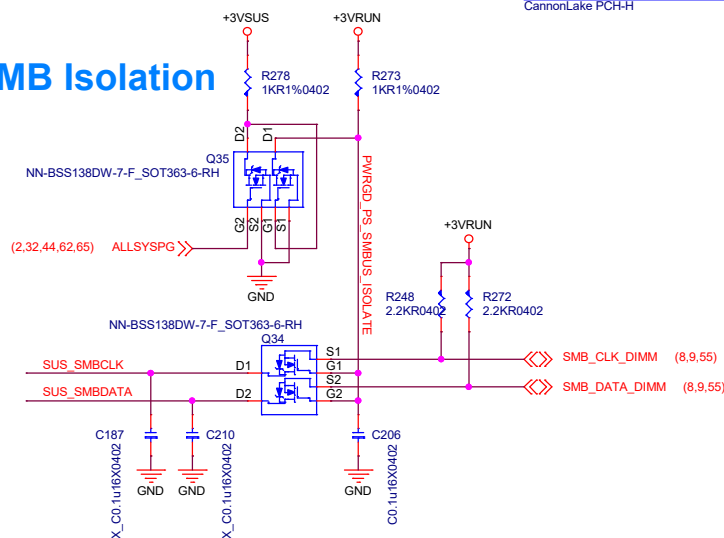 CannonLake PCH-H
+3VSUS
+3VRUN
MB Isolation
R278
1KR1%0402
R273
1KR1%0402
D2
D1
Q35
NN-BSS138DW-7-F_SOT363-6-RH
PWRGD_PS_SMBUS_ISOLATE
G2
S2
G1
S1
+3VRUN
(2,32,44,62,65)
ALLSYSPG
GND
R248
2.2KR0402
R272
2.2KR0402
NN-BSS138DW-7-F_SOT363-6-RH
Q34
SUS_SMBCLK
D1
S1
SMB_CLK_DIMM
(8,9,55)
G1
SUS_SMBDATA
D2
S2
SMB_DATA_DIMM
(8,9,55)
G2
C187
C210
C206
X_C0.1u16X0402
X_C0.1u16X0402
C0.1u16X0402
GND
GND
GND